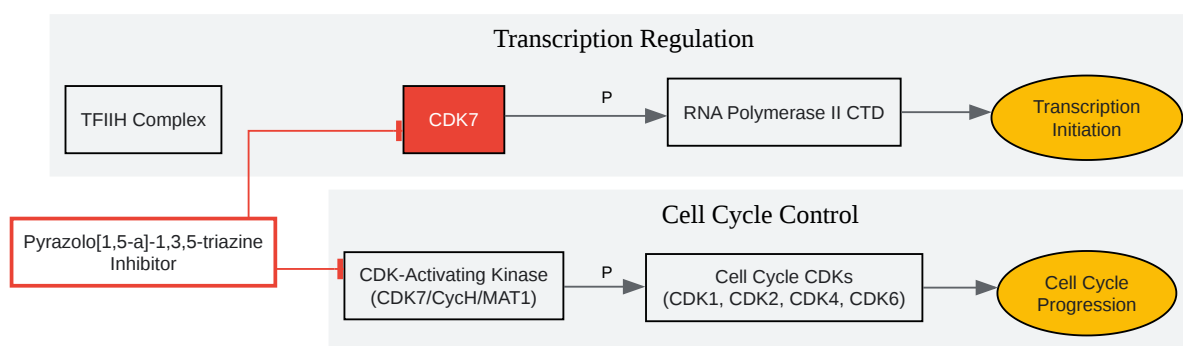 Transcription Regulation
TFIIH Complex
CDK7
P
RNA Polymerase II CTD
Transcription
Initiation
Cell Cycle Control
Pyrazolo[1,5-a]-1,3,5-triazine
Inhibitor
CDK-Activating Kinase
(CDK7/CycH/MAT1)
P
Cell Cycle CDKs
(CDK1, CDK2, CDK4, CDK6)
Cell Cycle
Progression